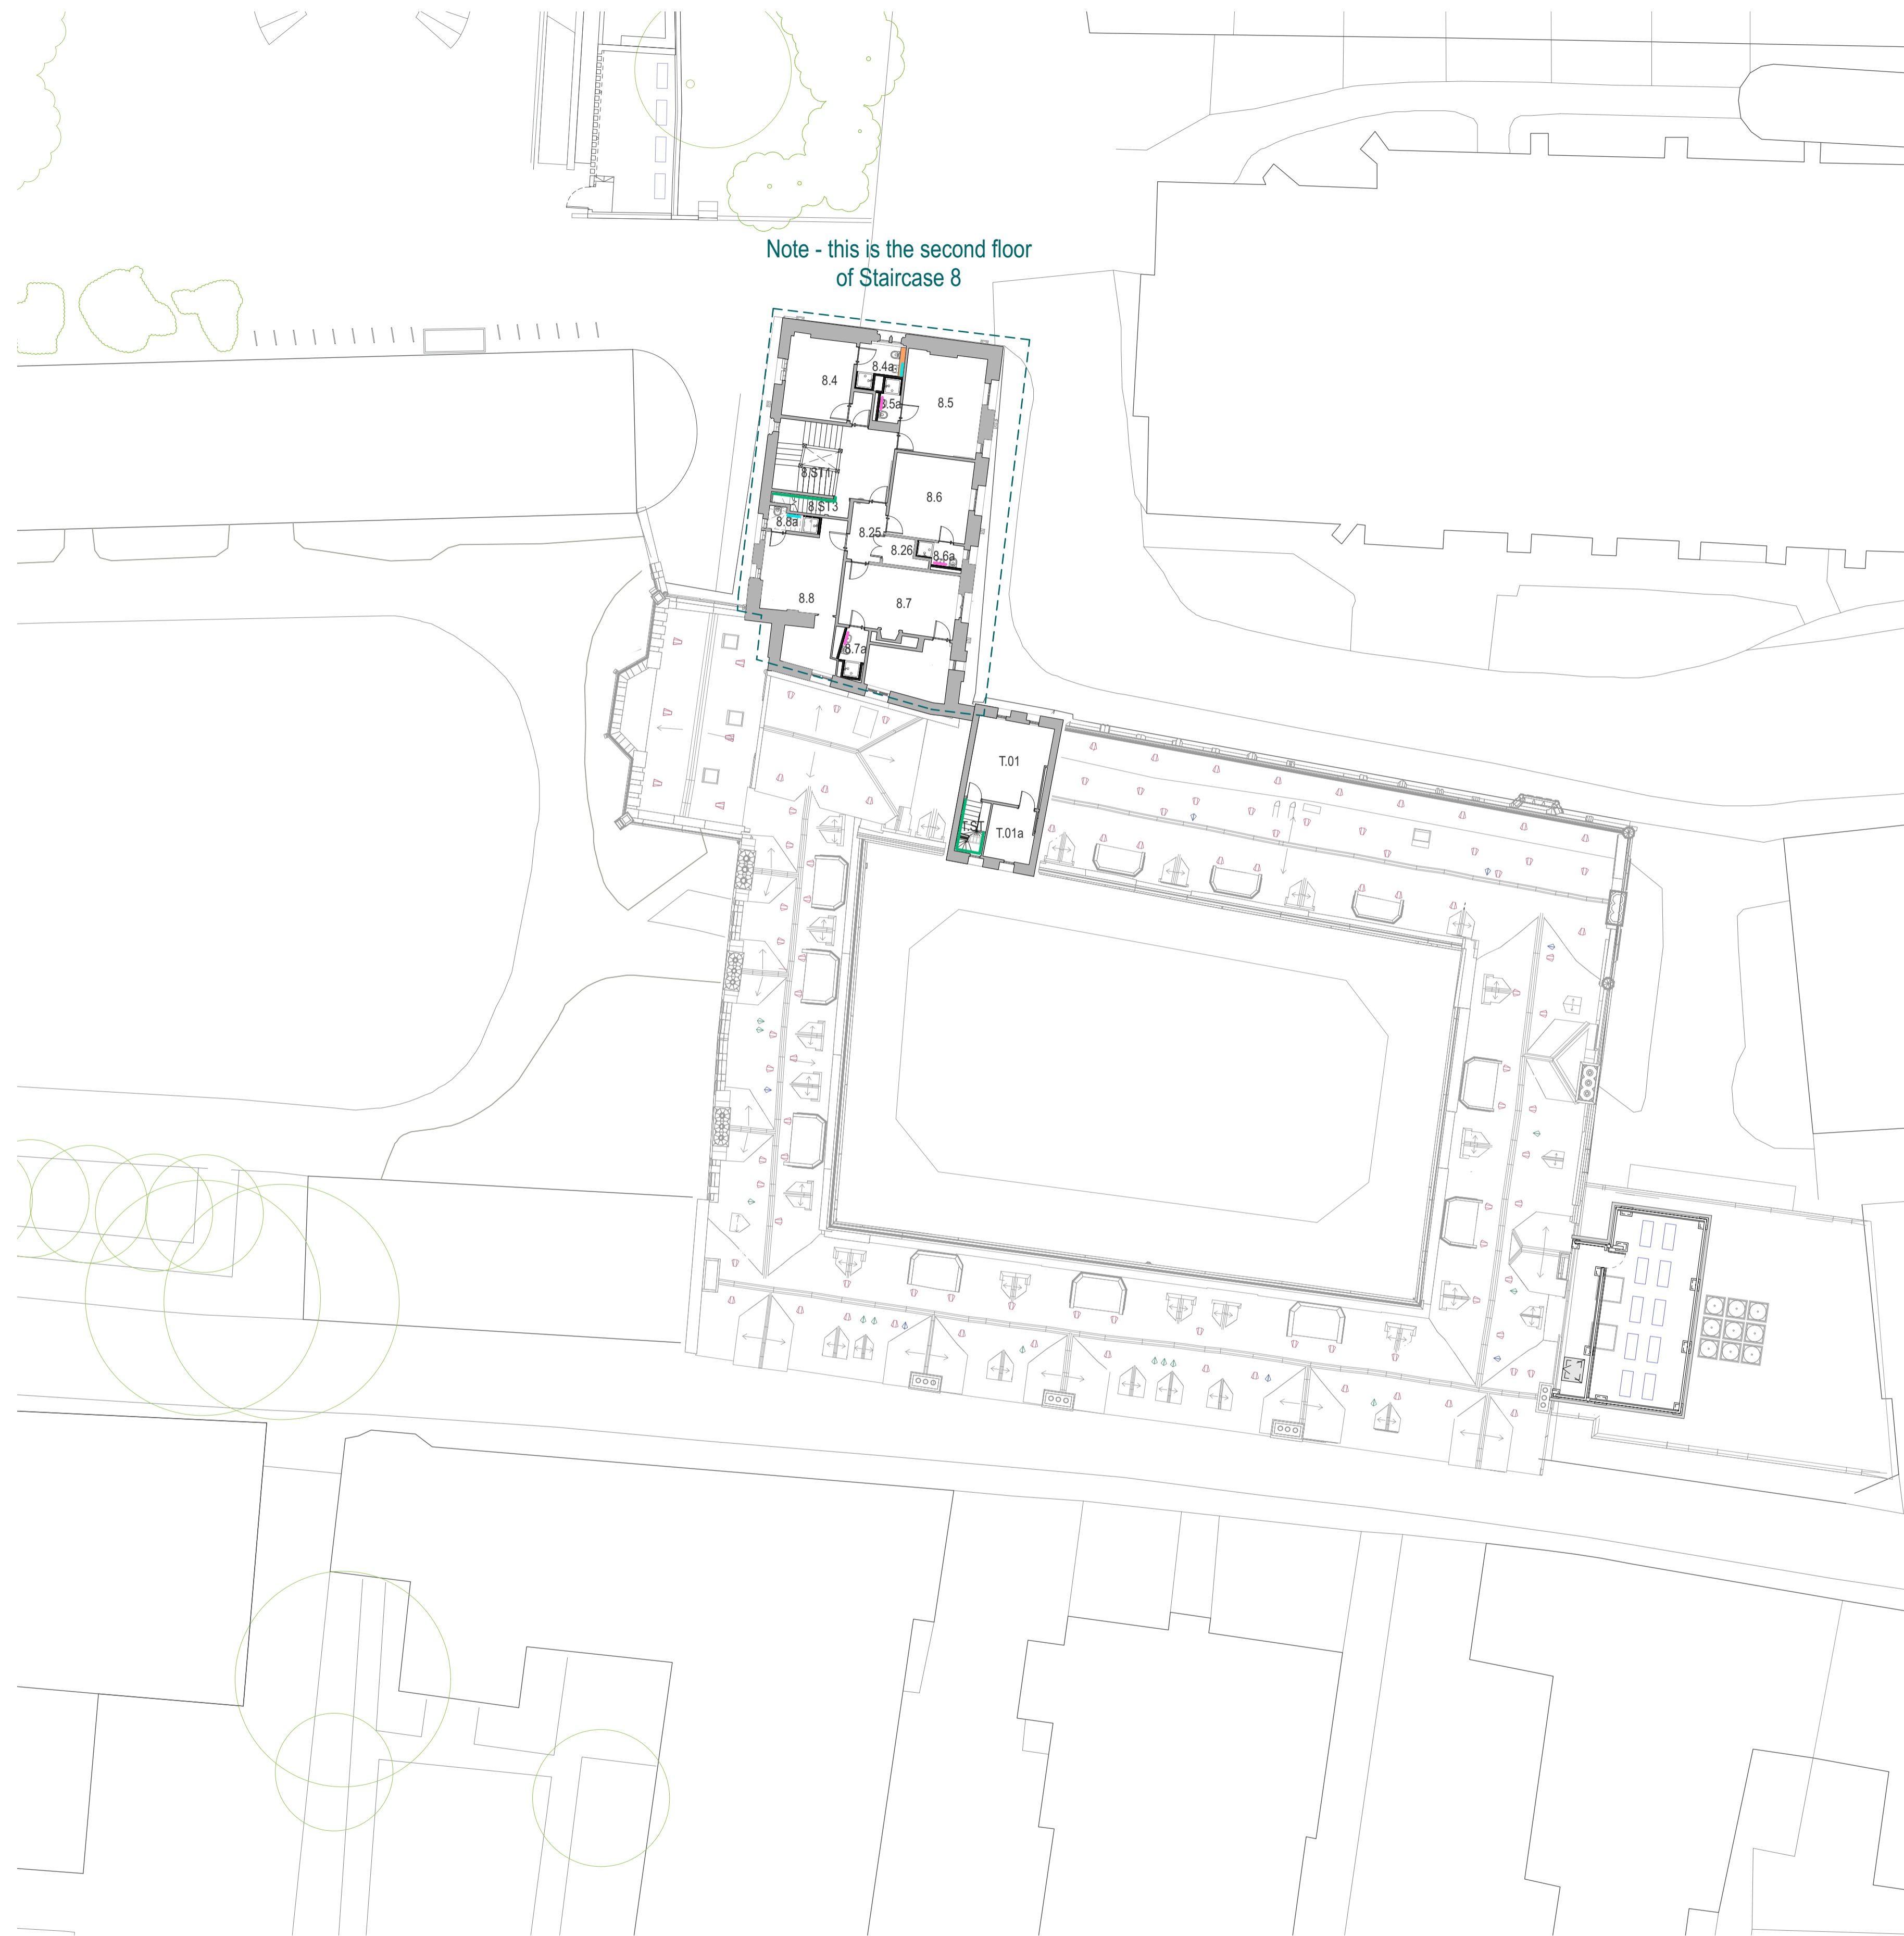 Note - this is the second floor
of Staircase 8
8.4
8.4a
8.5a
8.5
8.ST1
8.6
8.ST3
8.8a
8.25
8.26
8.6a
8.8
8.7
8.7a
T.01
T.ST
T.01a